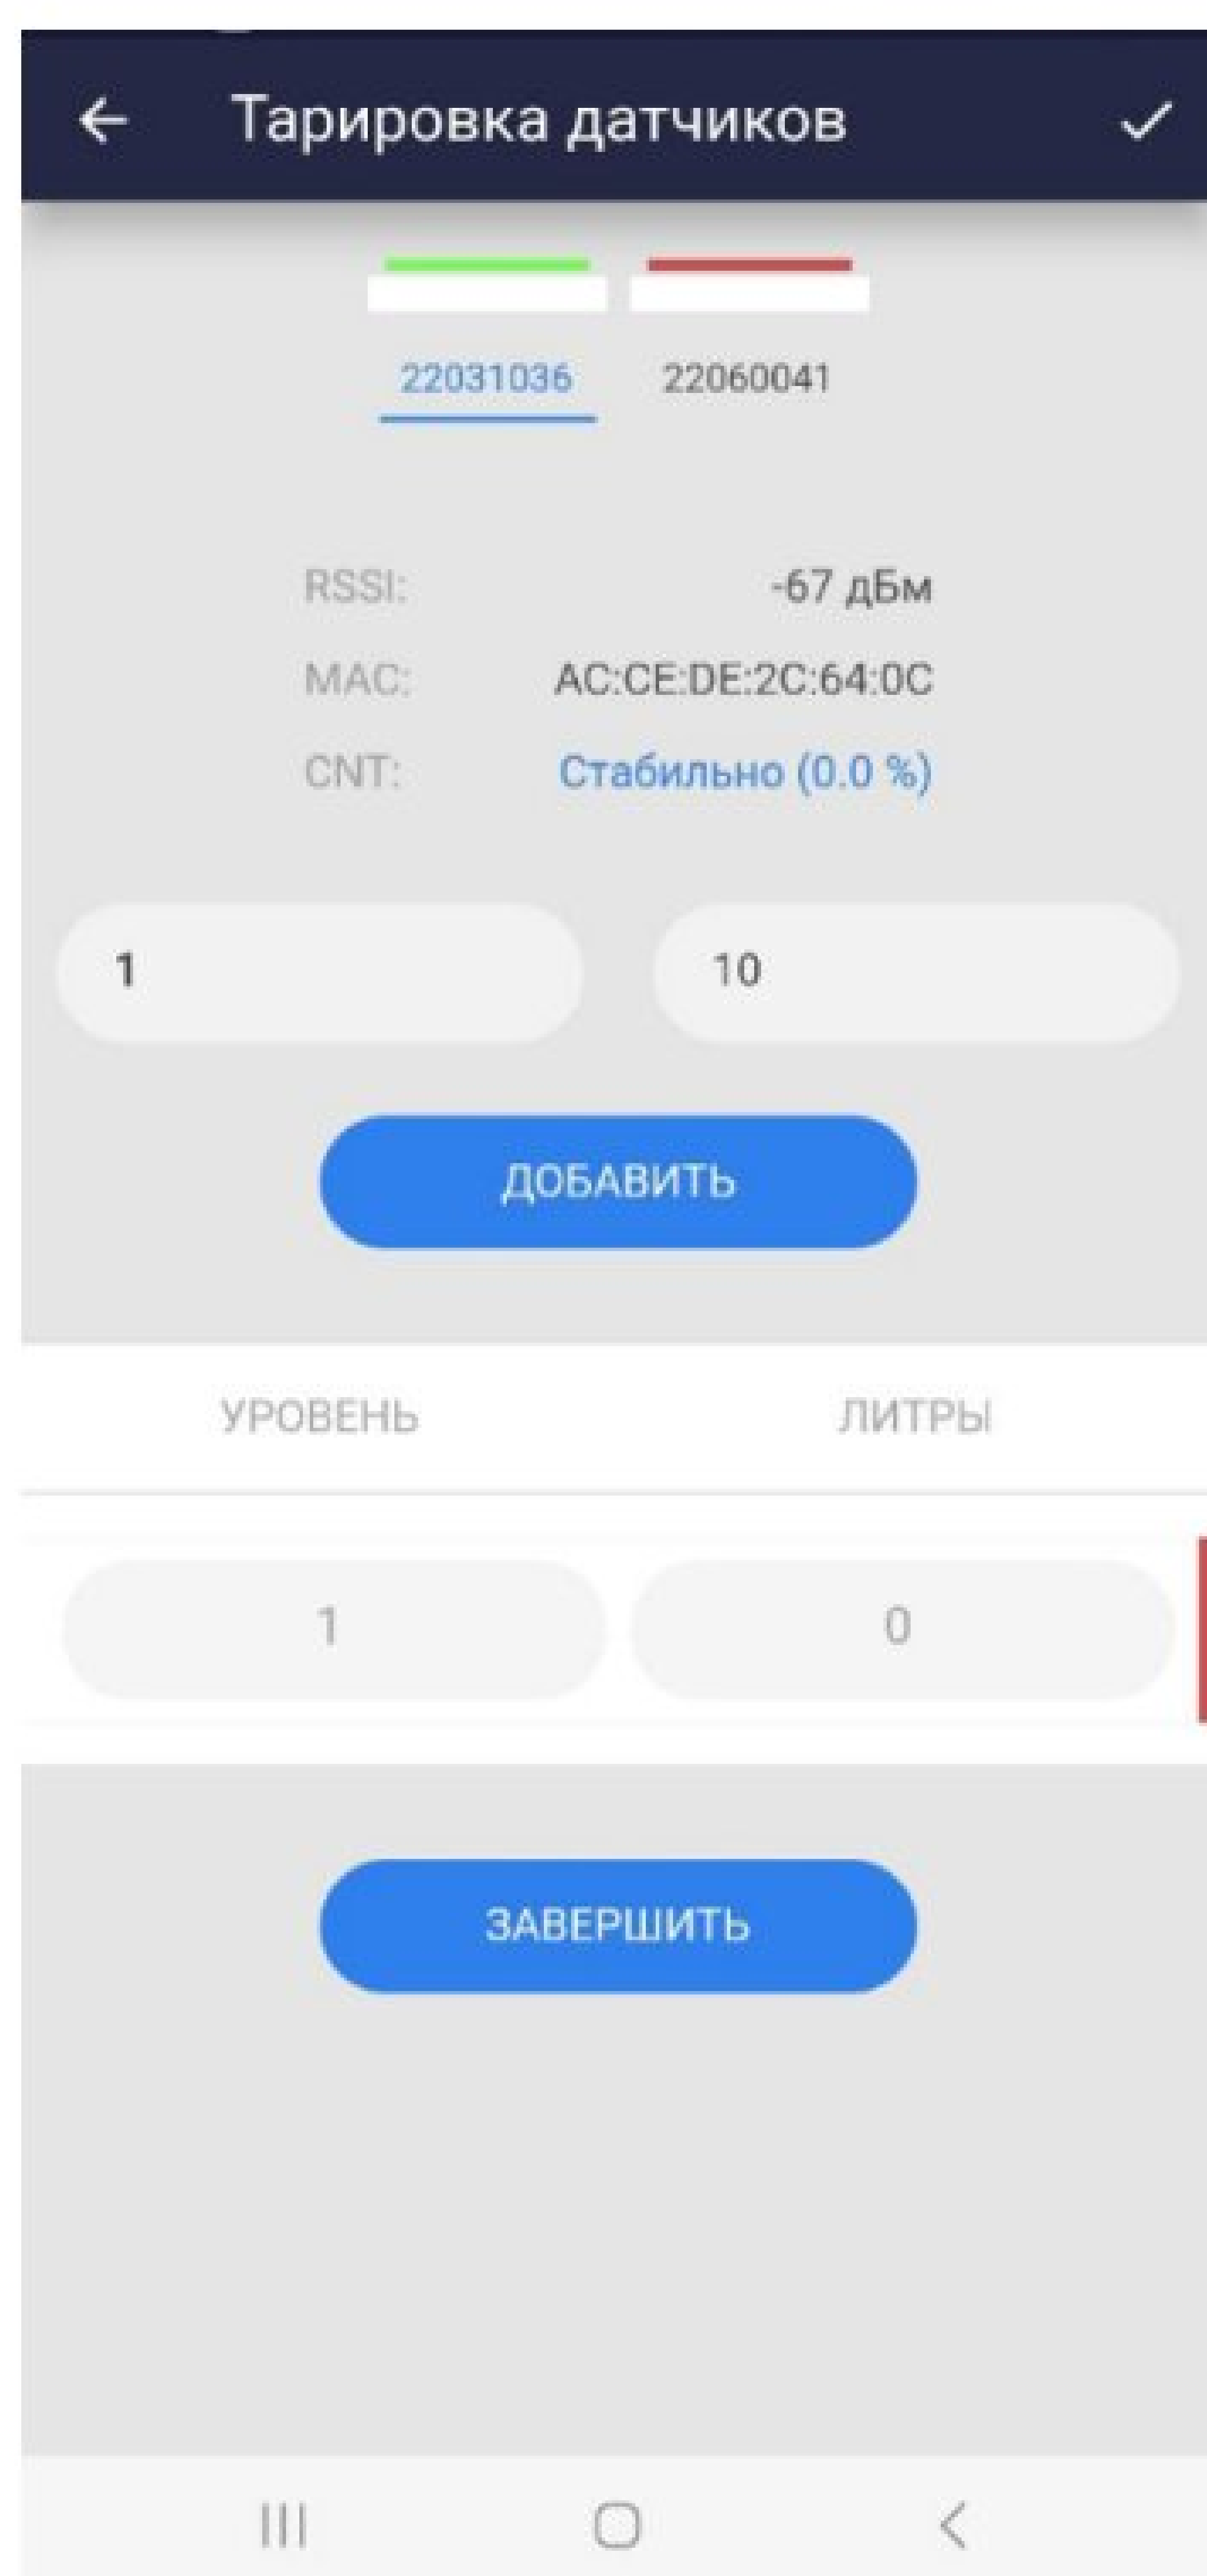 Тарировка датчиков
22031036 22060041
RSSI: -67 дБм
MAC: AC:CE:DE:2C:64:0C
CNT: Стабильно (0.0 %)
1 10
ДОБАВИТЬ
УРОВЕНЬ ЛИТРЫ
1 0
ЗАВЕРШИТЬ